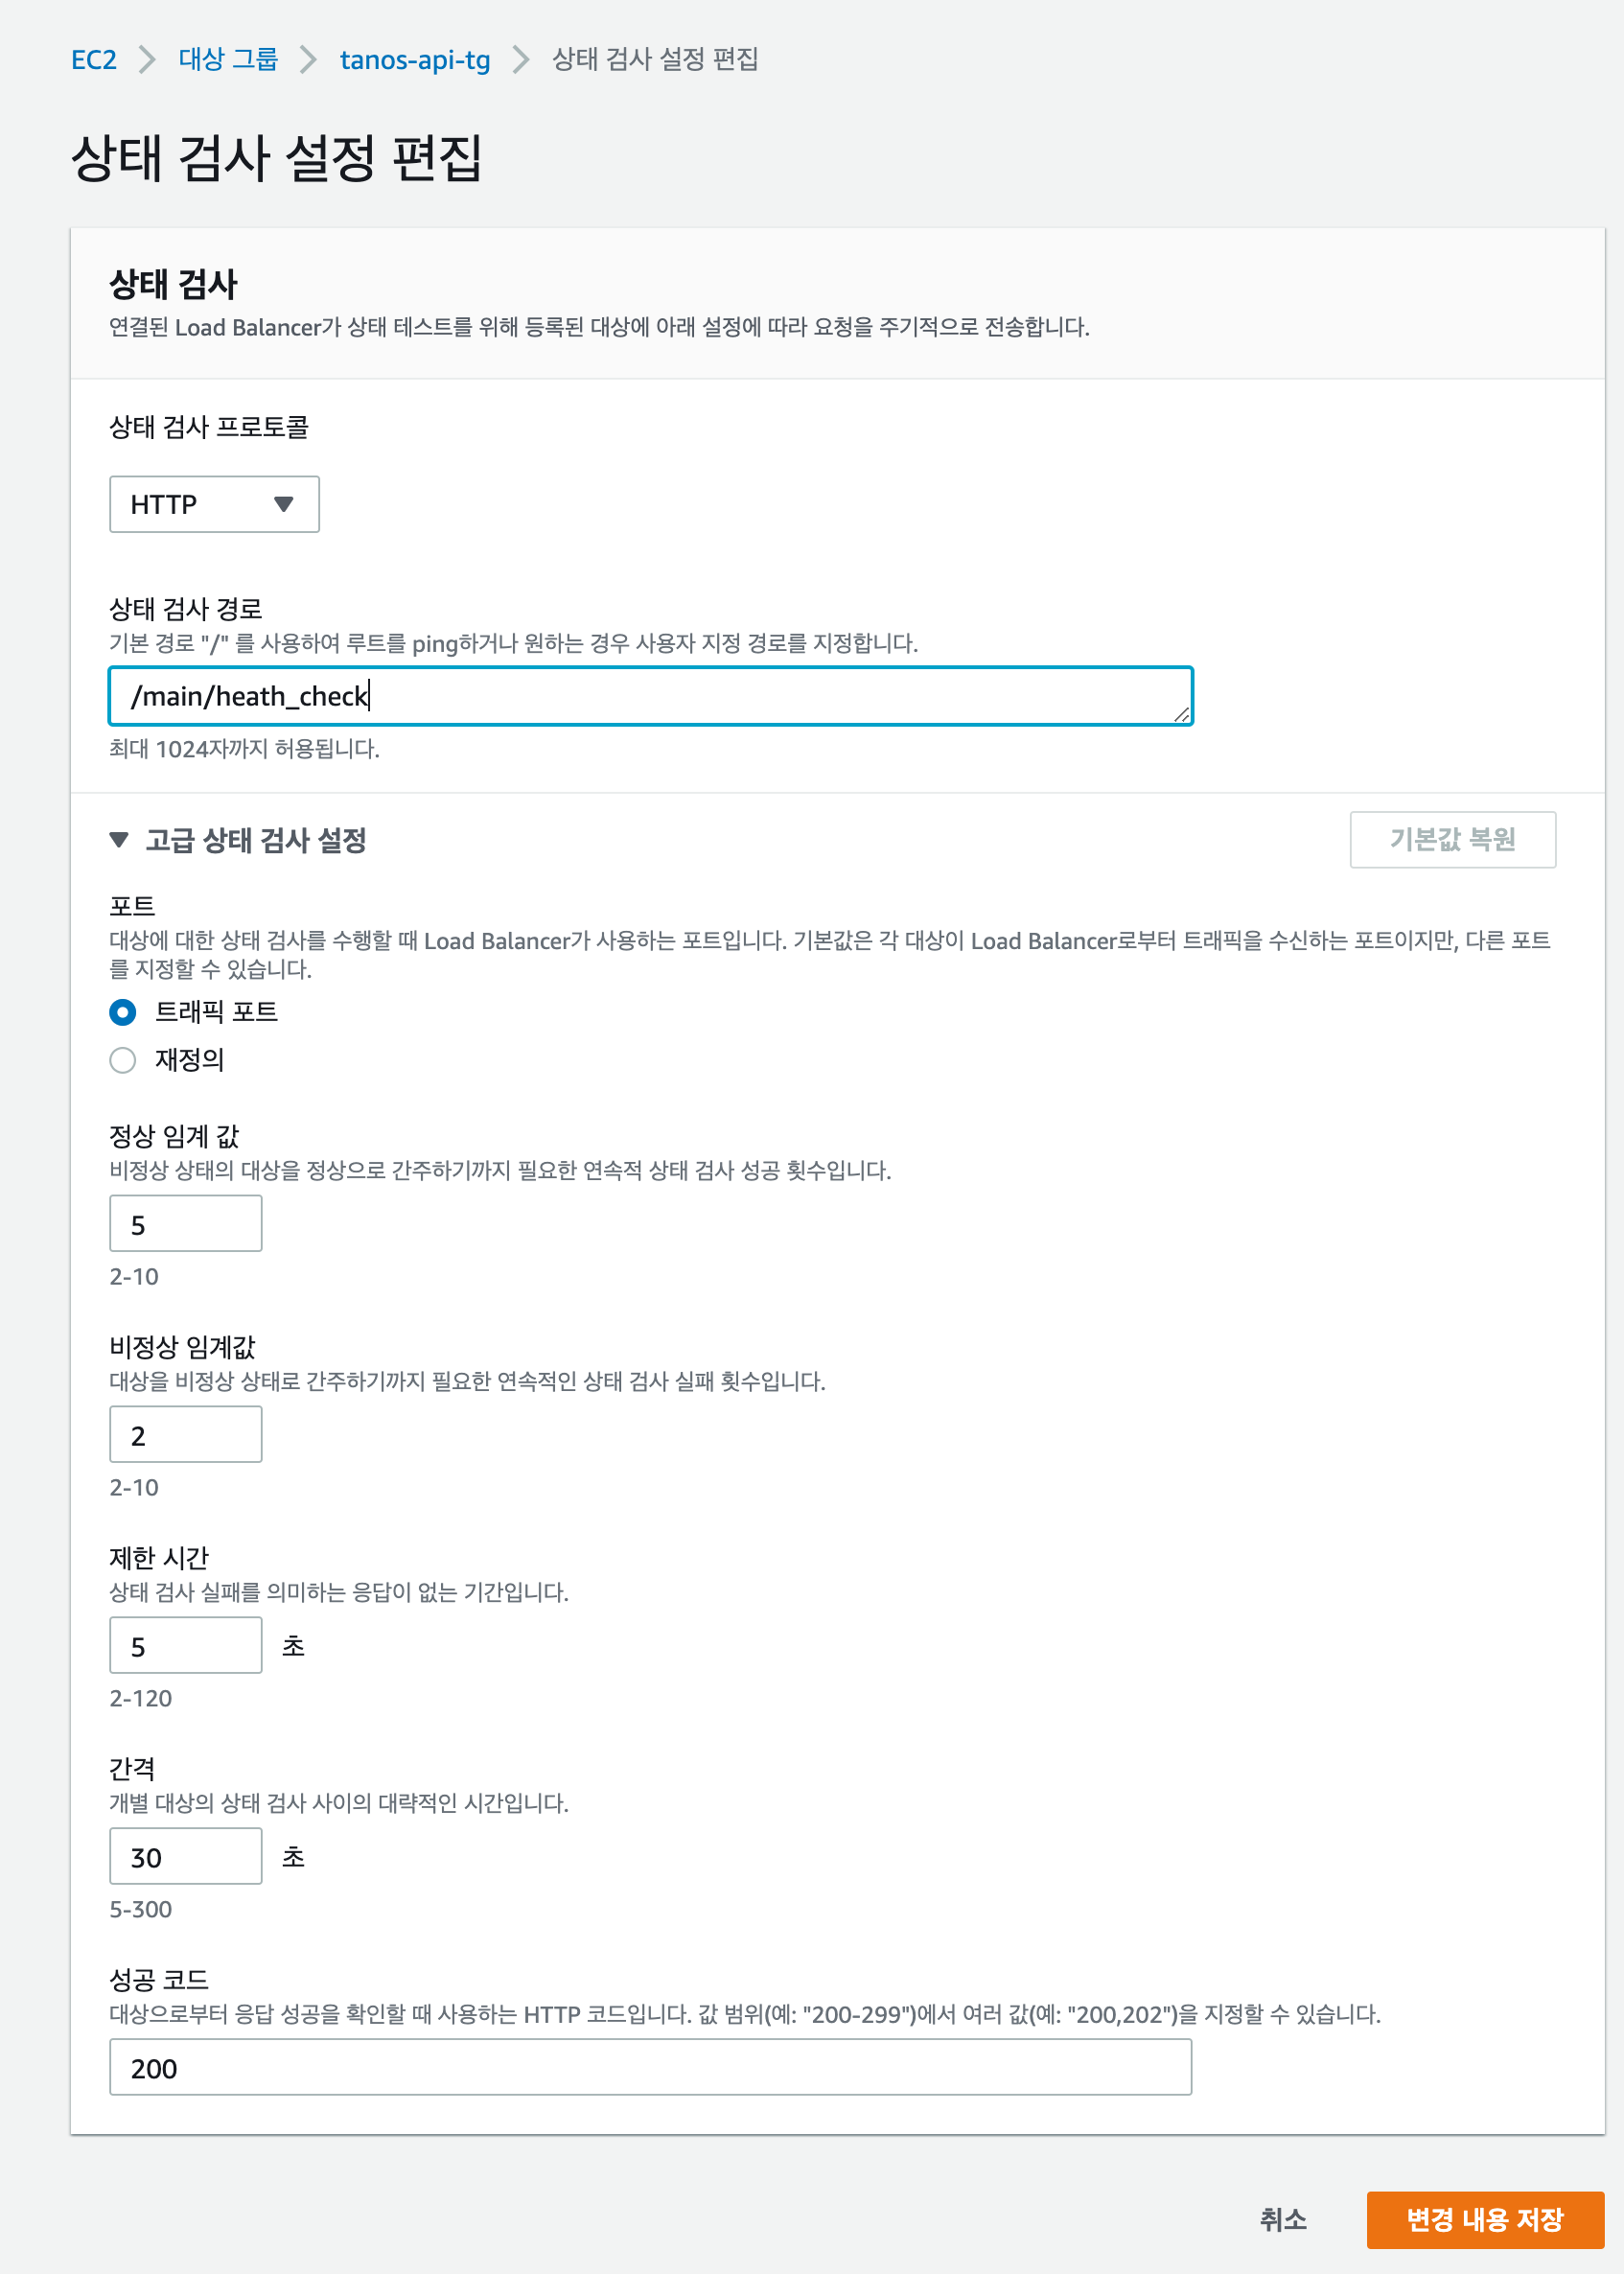 EC2 > 대상 그룹 > tanos-api-tg > 상태 검사 설정 편집
상태 검사 설정 편집
상태 검사
연결된 Load Balancer가 상태 테스트를 위해 등록된 대상에 아래 설정에 따라 요청을 주기적으로 전송합니다.
상태 검사 프로토콜
HTTP
상태 검사 경로
기본 경로 "/" 를 사용하여 루트를 ping하거나 원하는 경우 사용자 지정 경로를 지정합니다.
/main/heath_check
최대 1024자까지 허용됩니다.
고급 상태 검사 설정
기본값 복원
포트
대상에 대한 상태 검사를 수행할 때 Load Balancer가 사용하는 포트입니다. 기본값은 각 대상이 Load Balancer로부터 트래픽을 수신하는 포트이지만, 다른 포트
를 지정할 수 있습니다.
트래픽 포트
재정의
정상 임계 값
비정상 상태의 대상을 정상으로 간주하기까지 필요한 연속적 상태 검사 성공 횟수입니다.
5
2-10
비정상 임계값
대상을 비정상 상태로 간주하기까지 필요한 연속적인 상태 검사 실패 횟수입니다.
2
2-10
제한 시간
상태 검사 실패를 의미하는 응답이 없는 기간입니다.
5 초
2-120
간격
개별 대상의 상태 검사 사이의 대략적인 시간입니다.
30 초
5-300
성공 코드
대상으로부터 응답 성공을 확인할 때 사용하는 HTTP 코드입니다. 값 범위(예: "200-299")에서 여러 값(예: "200,202")을 지정할 수 있습니다.
200
취소
변경 내용 저장